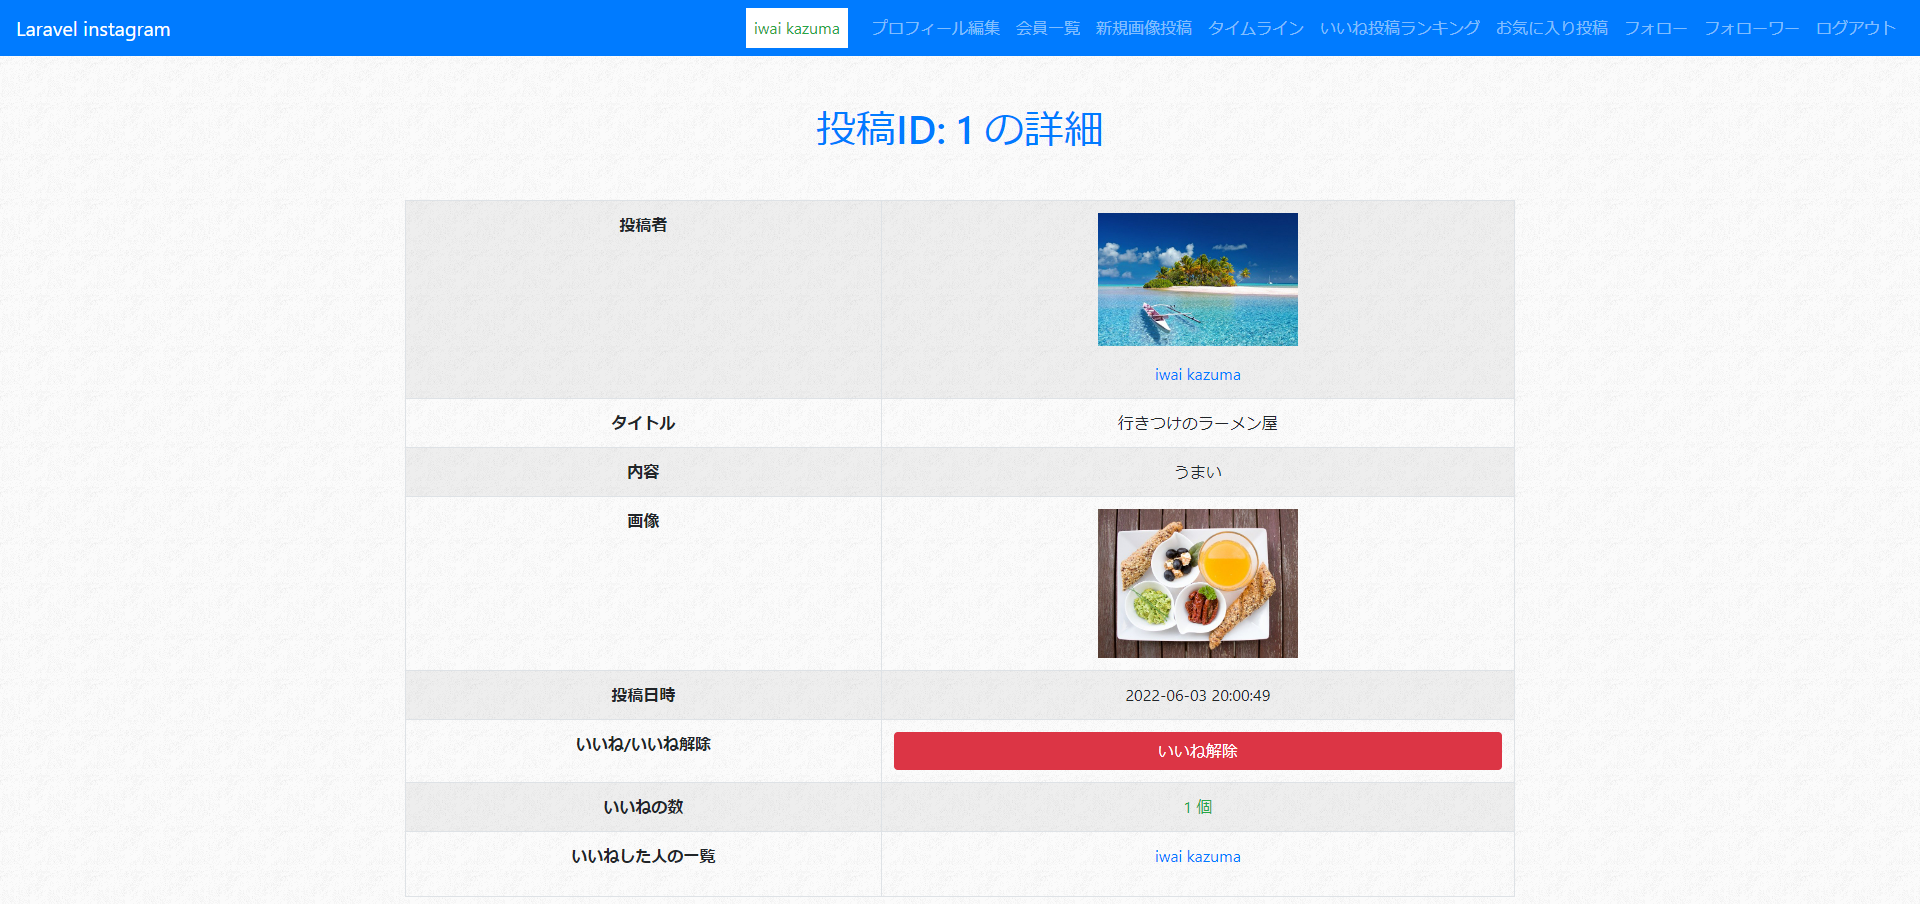 Laravel instagram
iwai kazuma プロフィール編集 会員一覧 新規画像投稿 タイムライン いいね投稿ランキング お気に入り投稿 フォロー フォローワー ログアウト
投稿ID: 1 の詳細
投稿者
iwai kazuma
タイトル 行きつけのラーメン屋
内容 うまい
画像
投稿日時 2022-06-03 20:00:49
いいね/いいね解除 いいね解除
いいねの数 1 個
いいねした人の一覧 iwai kazuma